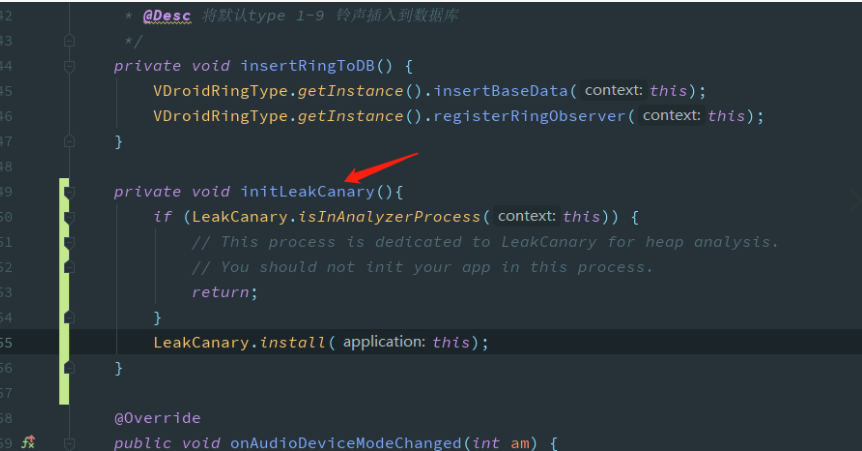 42 * @Desc 将默认type 1-9 铃声插入到数据库
43 */
44 private void insertRingToDB() {
45 VDroidRingType.getInstance().insertBaseData( context: this);
46 VDroidRingType.getInstance().registerRingObserver( context: this);
47 }
48
49 private void initLeakCanary(){
50 if (LeakCanary.isInAnalyzerProcess( context: this)) {
51 // This process is dedicated to LeakCanary for heap analysis.
52 // You should not init your app in this process.
53 return;
54 }
55 LeakCanary.install( application: this);
56 }
57
58 @Override
59 public void onAudioDeviceModeChanged(int am) {